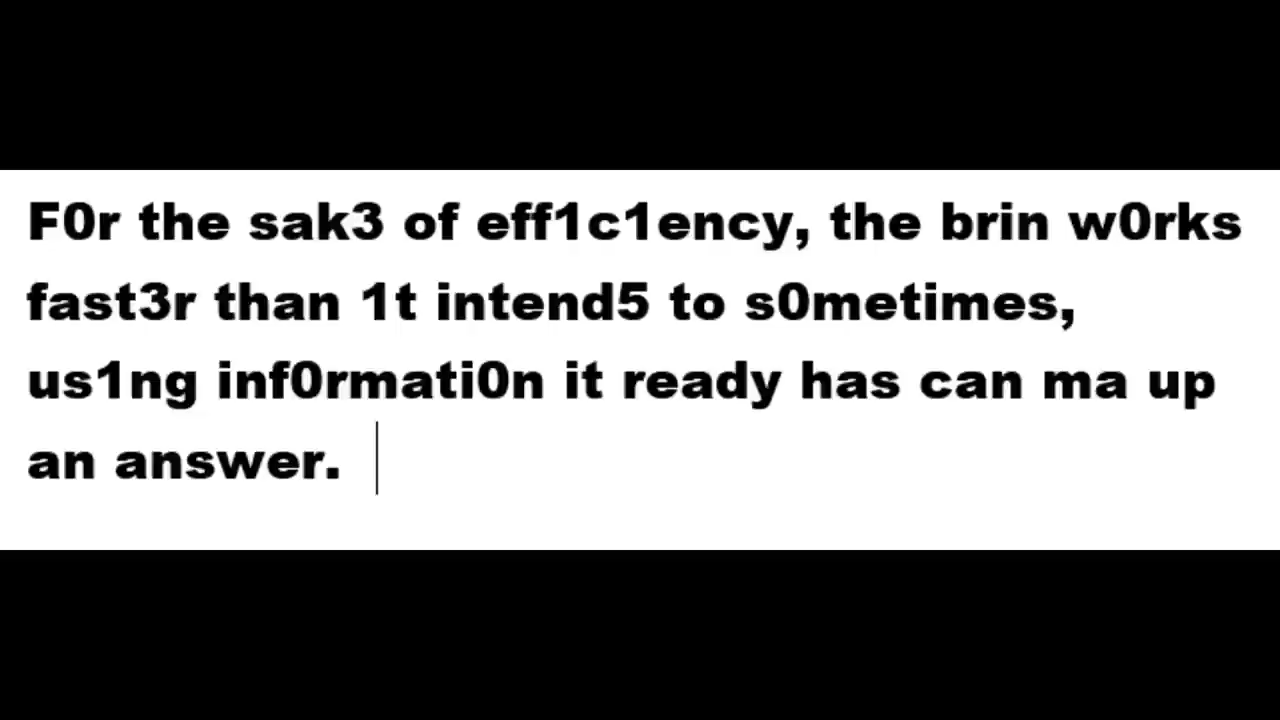 F0r the sak3 of eff1c1ency, the brin w0rks
fast3r than 1t intend5 to s0metimes,
us1ng inf0rmati0n it ready has can ma up
an answer.